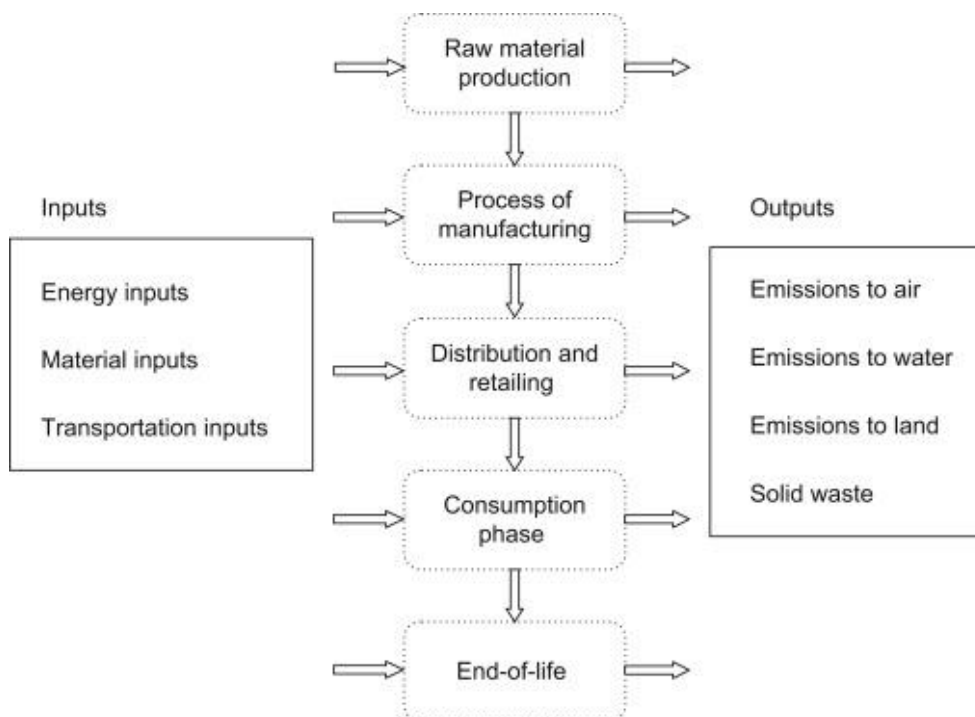 Raw material
production
Inputs
Process of
manufacturing
Outputs
Energy inputs
Material inputs
Transportation inputs
Distribution and
retailing
Emissions to air
Emissions to water
Emissions to land
Solid waste
Consumption
phase
End-of-life